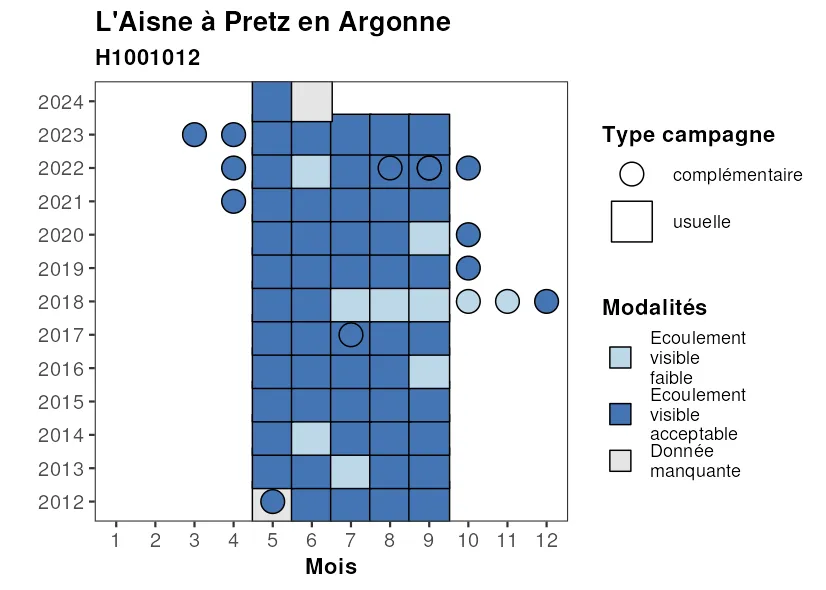 L'Aisne à Pretz en Argonne
H1001012
2024
2023
2022
2021
2020
2019
2018
2017
2016
2015
2014
2013
2012
1 2 3 4 5 6 7 8 9 10 11 12
Mois
Type campagne
complémentaire
usuelle
Modalités
Ecoulement
visible
faible
Ecoulement
visible
acceptable
Donnée
manquante